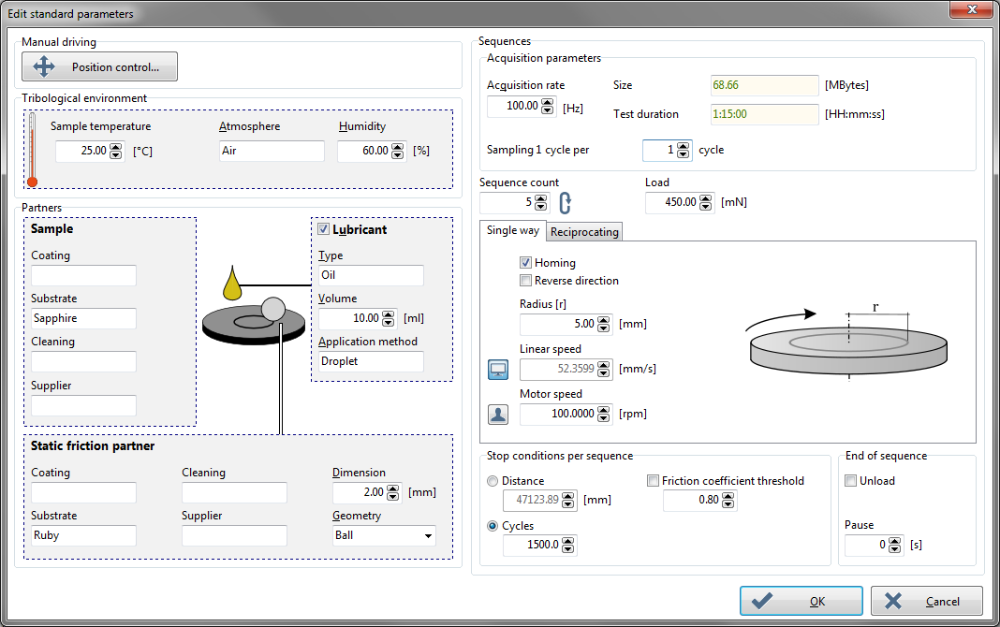 Edit standard parameters
Manual driving
Position control...
Tribological environment
Sample temperature
Atmosphere
Humidity
25.00 [°C]
Air
60.00 [%]
Partners
Sample
Coating
Substrate
Sapphire
Cleaning
Supplier
Lubricant
Type
Oil
Volume
10.00 [ml]
Application method
Droplet
Static friction partner
Coating
Cleaning
Dimension
2.00 [mm]
Substrate
Supplier
Geometry
Ruby
Ball
Sequences
Acquisition parameters
Acquisition rate
100.00 [Hz]
Size
68.66 [MBytes]
Test duration
1:15:00 [HH:mm:ss]
Sampling 1 cycle per 1 cycle
Sequence count
5
Load
450.00 [mN]
Single way
Reciprocating
Homing
Reverse direction
Radius [r]
5.00 [mm]
Linear speed
52.3599 [mm/s]
Motor speed
100.0000 [rpm]
r
Stop conditions per sequence
Distance
47123.89 [mm]
Friction coefficient threshold
0.80
Cycles
1500.0
End of sequence
Unload
Pause
0 [s]
OK
Cancel